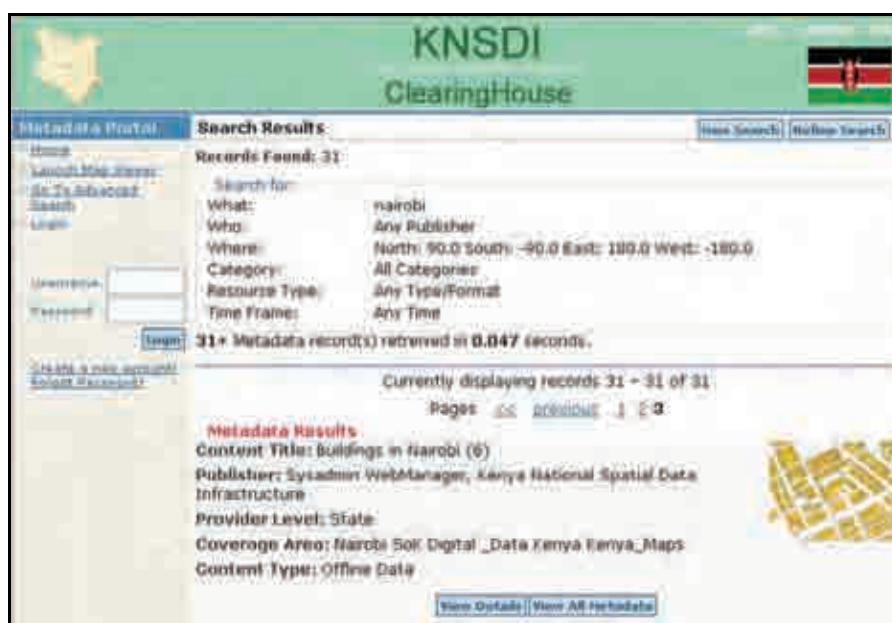 KNSDI
ClearingHouse
Metadata Portal
Search Results
New Search
Refine Search
Home
Launch Map Viewer
Go To Advanced
Search
Login
Records Found: 31
Search for:
What: nairobi
Who: Any Publisher
Where: North: 90.0 South: -90.0 East: 180.0 West: -180.0
Category: All Categories
Resource Type: Any Type/Format
Time Frame: Any Time
Username
Password
Login
31+ Metadata record(s) retrieved in 0.047 seconds.
Create a new account!
Forgot Password?
Currently displaying records 31 - 31 of 31
Pages << previous 1 2 3
Metadata Results
Content Title: Buildings in Nairobi (6)
Publisher: Sysadmin WebManager, Kenya National Spatial Data
Infrastructure
Provider Level: State
Coverage Area: Nairobi SoK Digital _Data Kenya Kenya_Maps
Content Type: Offline Data
View Details
View All Metadata